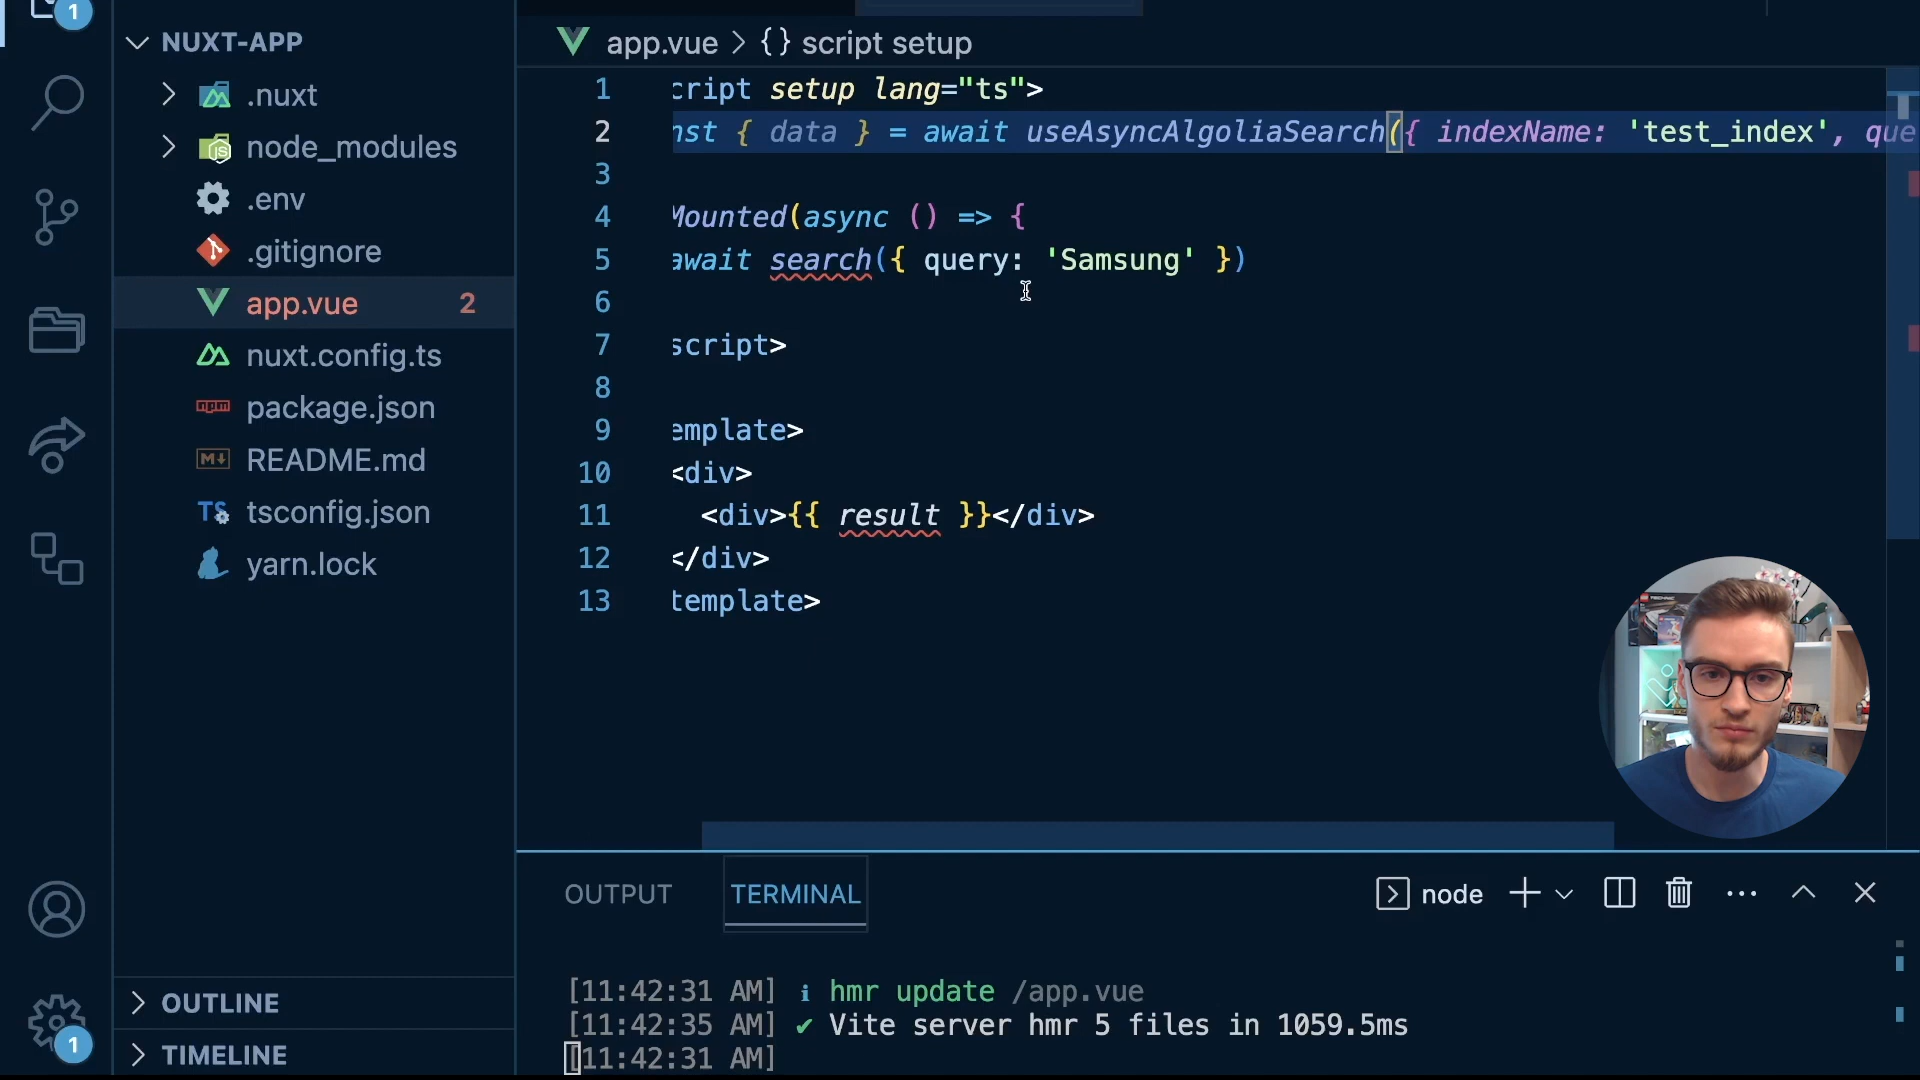 1
NUXT-APP
.nuxt
node_modules
.env
.gitignore
app.vue 2
nuxt.config.ts
package.json
README.md
tsconfig.json
yarn.lock
OUTLINE
TIMELINE
1
app.vue > {} script setup
1 cript setup lang="ts">
2 nst { data } = await useAsyncAlgoliaSearch({ indexName: 'test_index', que
3
4 Mounted(async () => {
5 await search({ query: 'Samsung' })
6
7 script>
8
9 emplate>
10 <div>
11 <div>{{ result }}</div>
12 </div>
13 template>
OUTPUT TERMINAL node
[11:42:31 AM] ℹ hmr update /app.vue
[11:42:35 AM] ✔ Vite server hmr 5 files in 1059.5ms
[11:42:31 AM]